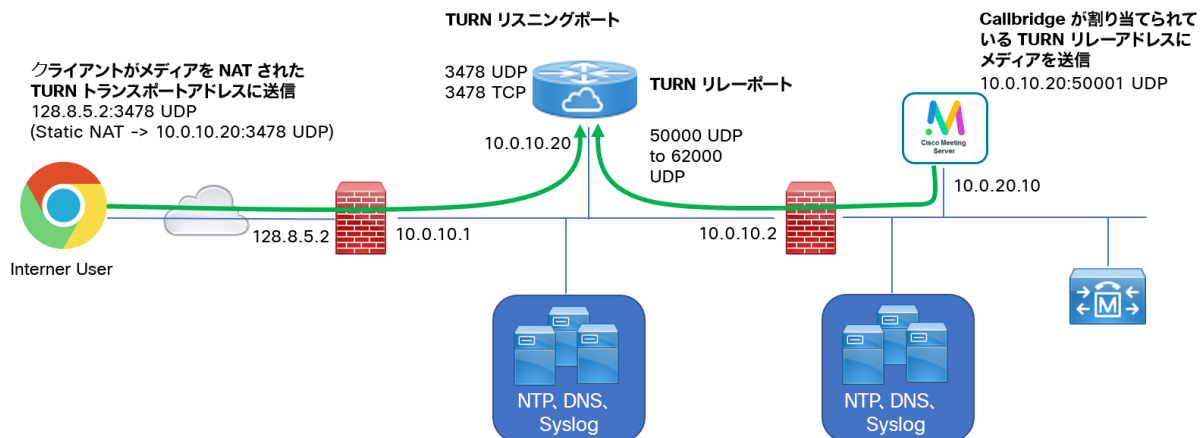 クライアントがメディアを NAT された
TURN トランスポートアドレスに送信
128.8.5.2:3478 UDP
(Static NAT -> 10.0.10.20:3478 UDP)
TURN リスニングポート
3478 UDP
3478 TCP
10.0.10.20
TURN リレーポート
50000 UDP
to 62000
UDP
Callbridge が割り当てられて
いる TURN リレーアドレスに
メディアを送信
10.0.10.20:50001 UDP
Cisco Meeting
Server
10.0.20.10
Interner User
128.8.5.2
10.0.10.1
10.0.10.2
M
NTP、DNS、
Syslog
NTP、DNS、
Syslog